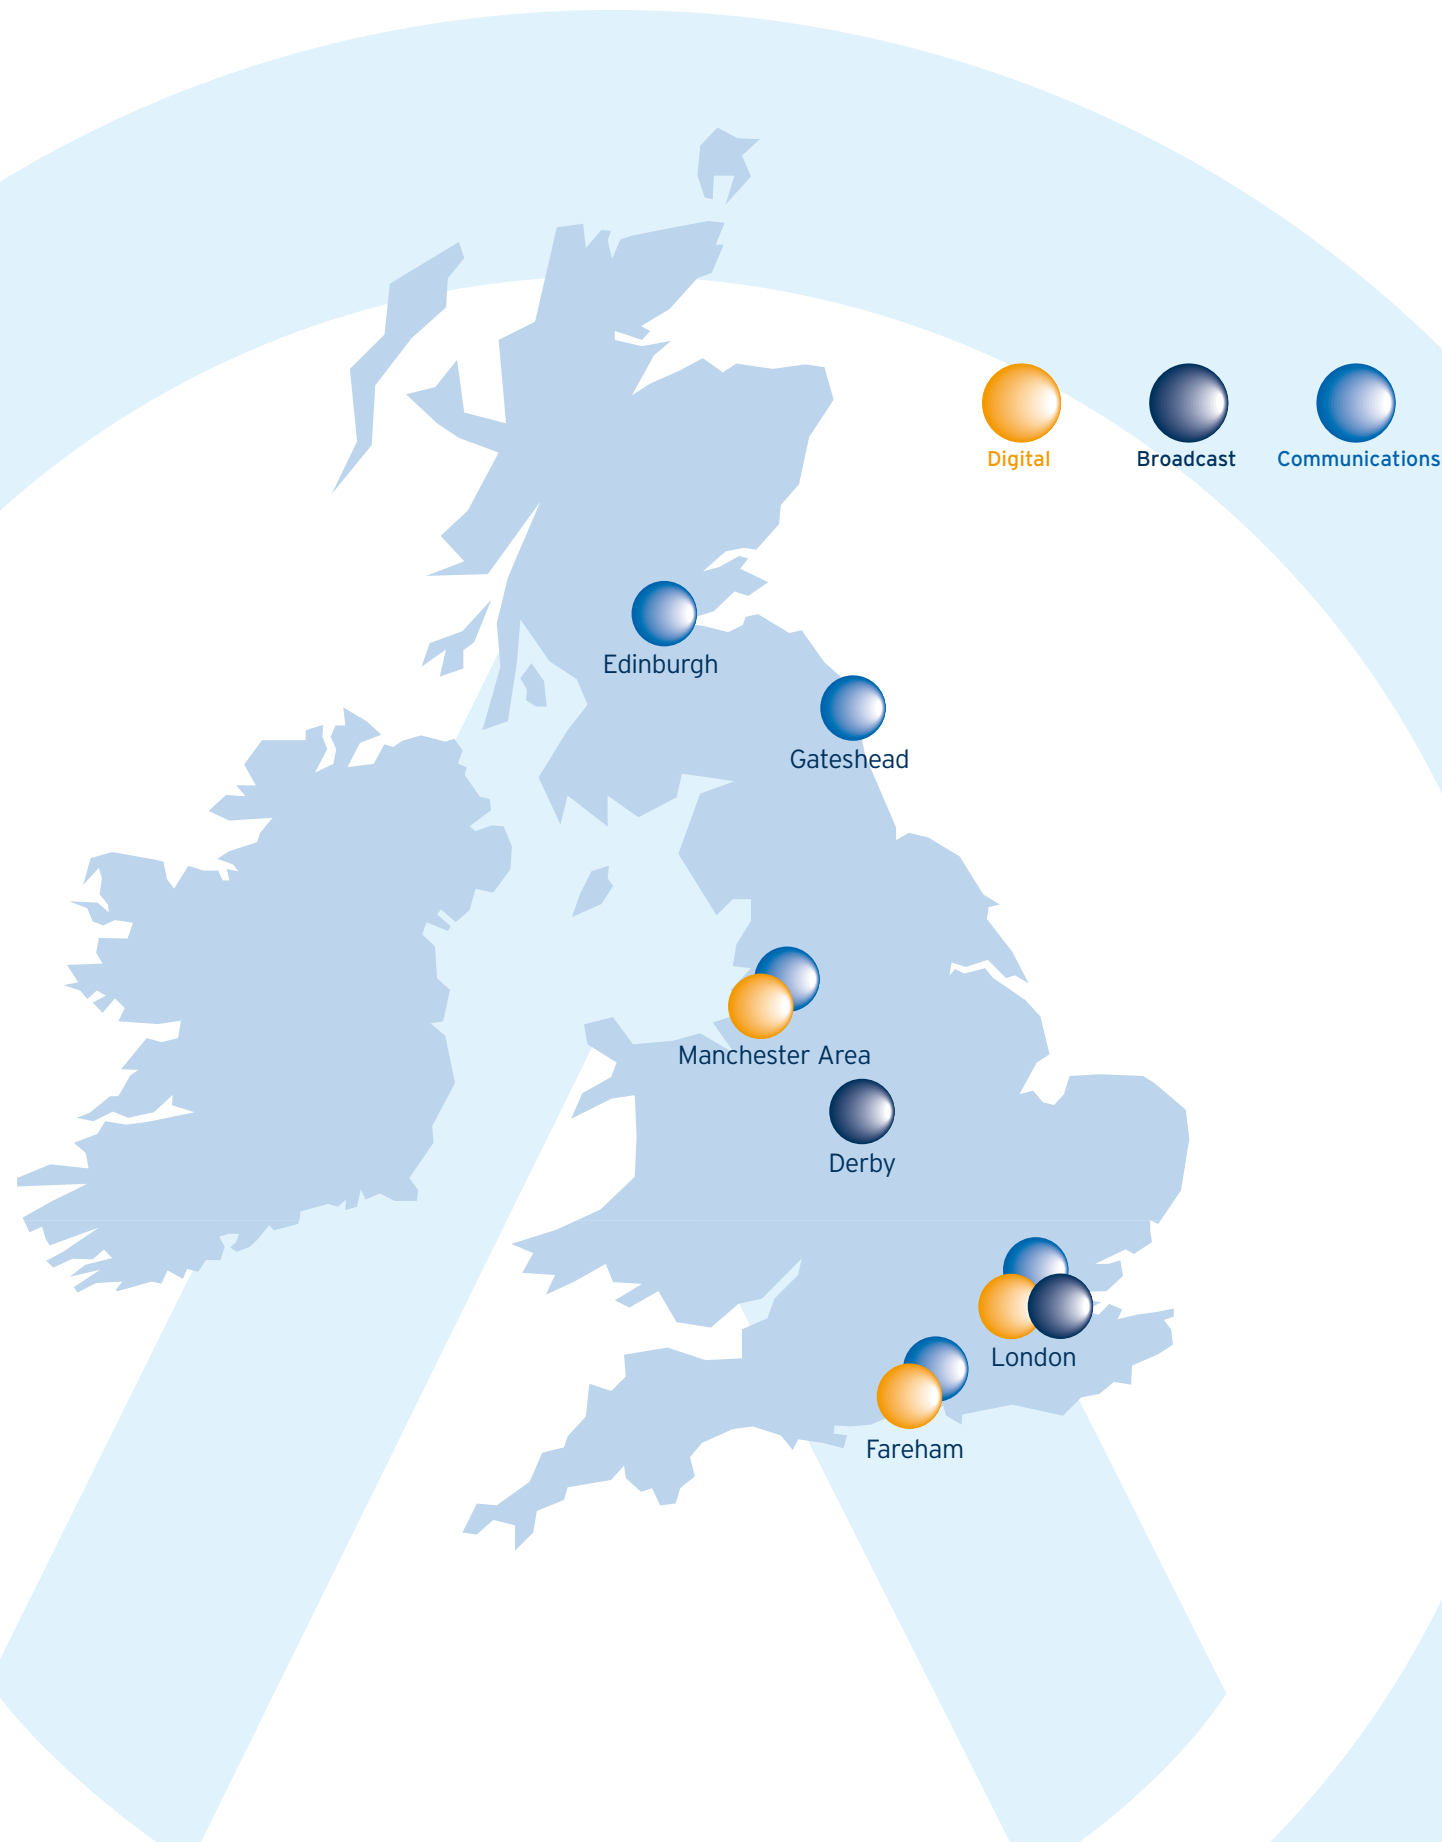 Digital
Broadcast
Communications
Edinburgh
Gateshead
Manchester Area
Derby
London
Fareham